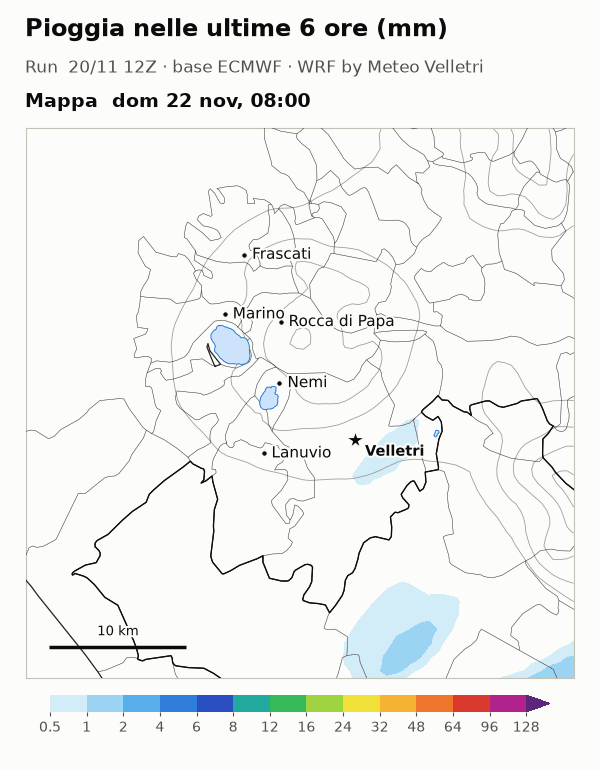 Pioggia nelle ultime 6 ore (mm)
Run 20/11 12Z · base ECMWF · WRF by Meteo Velletri
Mappa dom 22 nov, 08:00
Frascati
Marino
Rocca di Papa
Nemi
Velletri
Lanuvio
10 km
0.5 1 2 4 6 8 12 16 24 32 48 64 96 128